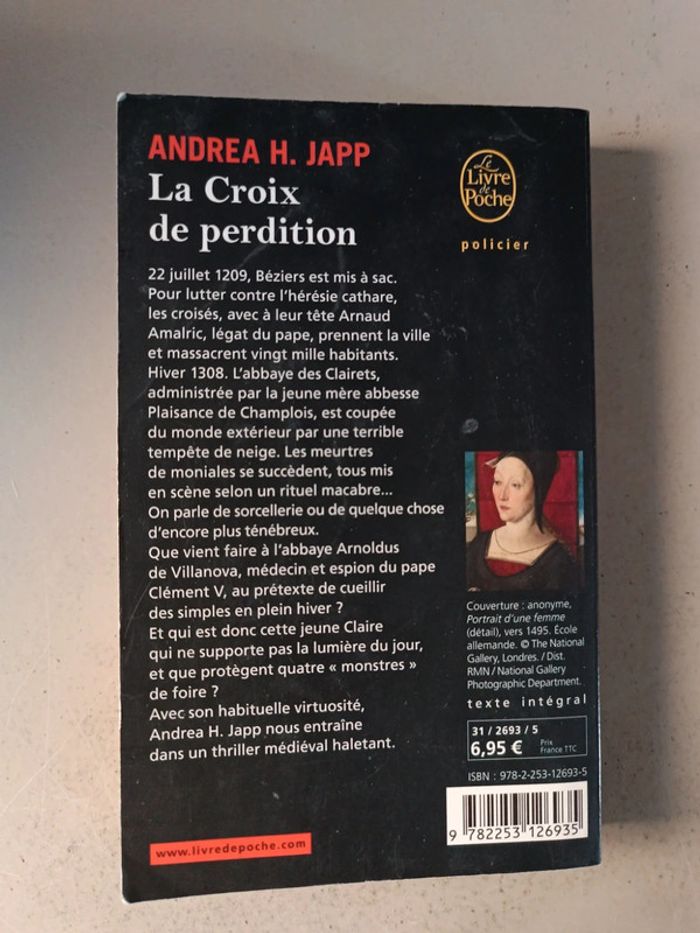 ANDREA H. JAPP
La Croix
de perdition
Le
Livre
de
Poche
policier
22 juillet 1209, Béziers est mis à sac.
Pour lutter contre l'hérésie cathare,
les croisés, avec à leur tête Arnaud
Amalric, légat du pape, prennent la ville
et massacrent vingt mille habitants.
Hiver 1308. L'abbaye des Clairets,
administrée par la jeune mère abbesse
Plaisance de Champlois, est coupée
du monde extérieur par une terrible
tempête de neige. Les meurtres
de moniales se succèdent, tous mis
en scène selon un rituel macabre...
On parle de sorcellerie ou de quelque chose
d'encore plus ténébreux.
Que vient faire à l'abbaye Arnoldus
de Villanova, médecin et espion du pape
Clément V, au prétexte de cueillir
des simples en plein hiver ?
Et qui est donc cette jeune Claire
qui ne supporte pas la lumière du jour,
et que protègent quatre « monstres »
de foire ?
Avec son habituelle virtuosité,
Andrea H. Japp nous entraîne
dans un thriller médiéval haletant.
www.livredepoche.com
Couverture : anonyme,
Portrait d'une femme
(détail), vers 1495. École
allemande. © The National
Gallery, Londres. / Dist.
RMN / National Gallery
Photographic Department.
texte intégral
31 / 2693 / 5
6,95 € Prix
France TTC
ISBN : 978-2-253-12693-5
9 782253 126935